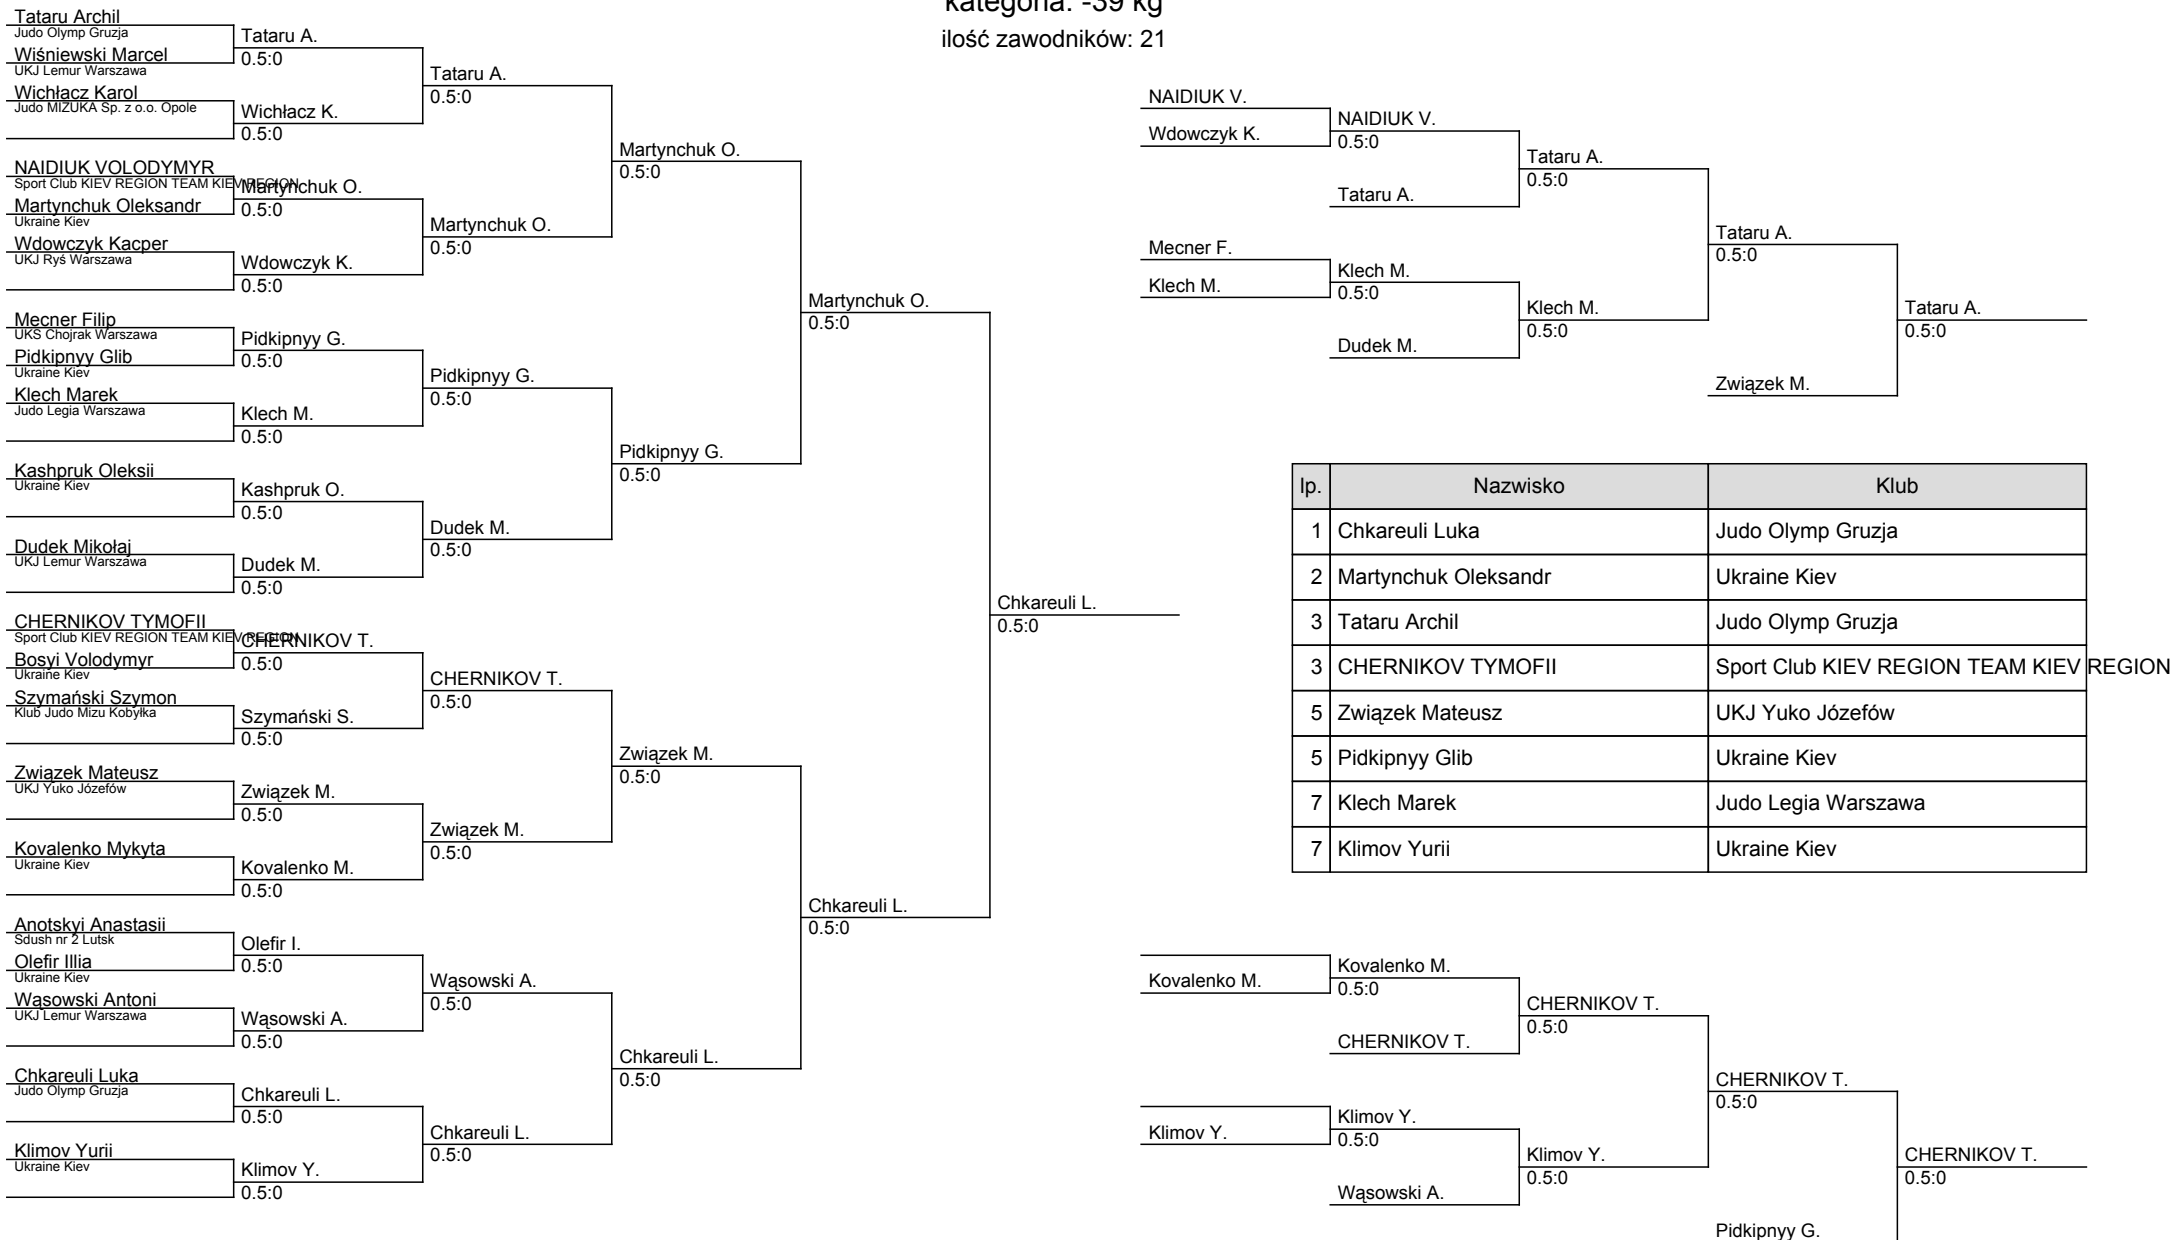 kategoria: -39 kg
ilość zawodników: 21
Tataru Archil
Judo Olymp Gruzja
Wiśniewski Marcel
UKJ Lemur Warszawa
Wichłacz Karol
Judo MIZUKA Sp. z o.o. Opole
NAIDIUK VOLODYMYR
Sport Club KIEV REGION TEAM KIEV REGION
Martynchuk Oleksandr
Ukraine Kiev
Wdowczyk Kacper
UKJ Ryś Warszawa
Mecner Filip
UKS Chojrak Warszawa
Pidkipnyy Glib
Ukraine Kiev
Klech Marek
Judo Legia Warszawa
Kashpruk Oleksii
Ukraine Kiev
Dudek Mikołaj
UKJ Lemur Warszawa
CHERNIKOV TYMOFII
Sport Club KIEV REGION TEAM KIEV REGION
Bosyi Volodymyr
Ukraine Kiev
Szymański Szymon
Klub Judo Mizu Kobyłka
Związek Mateusz
UKJ Yuko Józefów
Kovalenko Mykyta
Ukraine Kiev
Anotskyi Anastasii
Sdush nr 2 Lutsk
Olefir Illia
Ukraine Kiev
Wąsowski Antoni
UKJ Lemur Warszawa
Chkareuli Luka
Judo Olymp Gruzja
Klimov Yurii
Ukraine Kiev
Tataru A.
0.5:0
Wichłacz K.
0.5:0
Martynchuk O.
0.5:0
Wdowczyk K.
0.5:0
Pidkipnyy G.
0.5:0
Klech M.
0.5:0
Kashpruk O.
0.5:0
Dudek M.
0.5:0
CHERNIKOV T.
0.5:0
Szymański S.
0.5:0
Związek M.
0.5:0
Kovalenko M.
0.5:0
Olefir I.
0.5:0
Wąsowski A.
0.5:0
Chkareuli L.
0.5:0
Klimov Y.
0.5:0
Tataru A.
0.5:0
Martynchuk O.
0.5:0
Pidkipnyy G.
0.5:0
Dudek M.
0.5:0
CHERNIKOV T.
0.5:0
Związek M.
0.5:0
Wąsowski A.
0.5:0
Chkareuli L.
0.5:0
Martynchuk O.
0.5:0
Pidkipnyy G.
0.5:0
Związek M.
0.5:0
Chkareuli L.
0.5:0
Martynchuk O.
0.5:0
Chkareuli L.
0.5:0
Chkareuli L.
0.5:0
NAIDIUK V.
Wdowczyk K.
Mecner F.
Klech M.
NAIDIUK V.
0.5:0
Tataru A.
Klech M.
0.5:0
Dudek M.
Tataru A.
0.5:0
Klech M.
0.5:0
Tataru A.
0.5:0
Związek M.
Tataru A.
0.5:0
lp. Nazwisko Klub
1 Chkareuli Luka Judo Olymp Gruzja
2 Martynchuk Oleksandr Ukraine Kiev
3 Tataru Archil Judo Olymp Gruzja
3 CHERNIKOV TYMOFII Sport Club KIEV REGION TEAM KIEV REGION
5 Związek Mateusz UKJ Yuko Józefów
5 Pidkipnyy Glib Ukraine Kiev
7 Klech Marek Judo Legia Warszawa
7 Klimov Yurii Ukraine Kiev
Kovalenko M.
Klimov Y.
Kovalenko M.
0.5:0
CHERNIKOV T.
Klimov Y.
0.5:0
Wąsowski A.
CHERNIKOV T.
0.5:0
Klimov Y.
0.5:0
CHERNIKOV T.
0.5:0
Pidkipnyy G.
CHERNIKOV T.
0.5:0